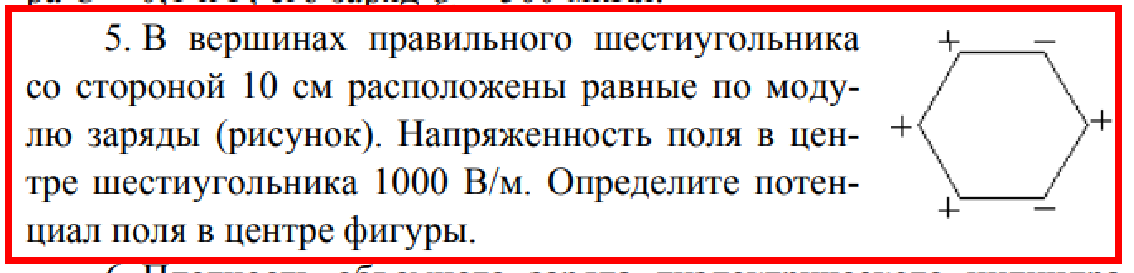 5. В вершинах правильного шестиугольника
со стороной 10 см расположены равные по моду-
лю заряды (рисунок). Напряженность поля в цен-
тре шестиугольника 1000 В/м. Определите потен-
циал поля в центре фигуры.
+ −
+ +
+ −